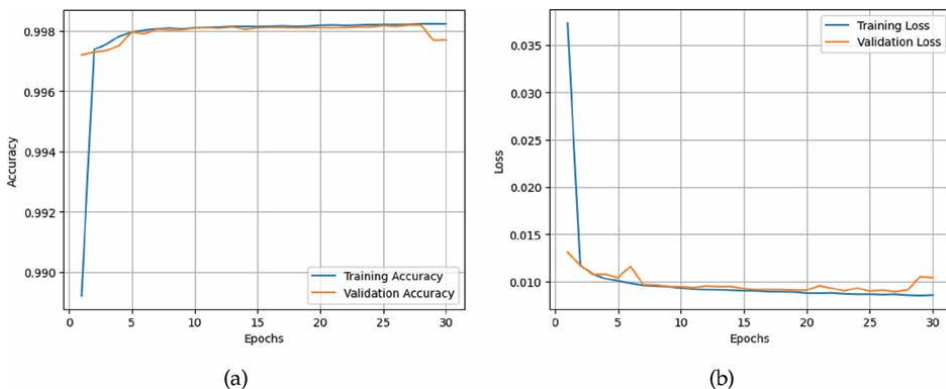 0.998
0.996
0.994
0.992
0.990
Accuracy
0 5 10 15 20 25 30
Epochs
Training Accuracy
Validation Accuracy
(a)
0.035
0.030
0.025
0.020
0.015
0.010
Loss
0 5 10 15 20 25 30
Epochs
Training Loss
Validation Loss
(b)